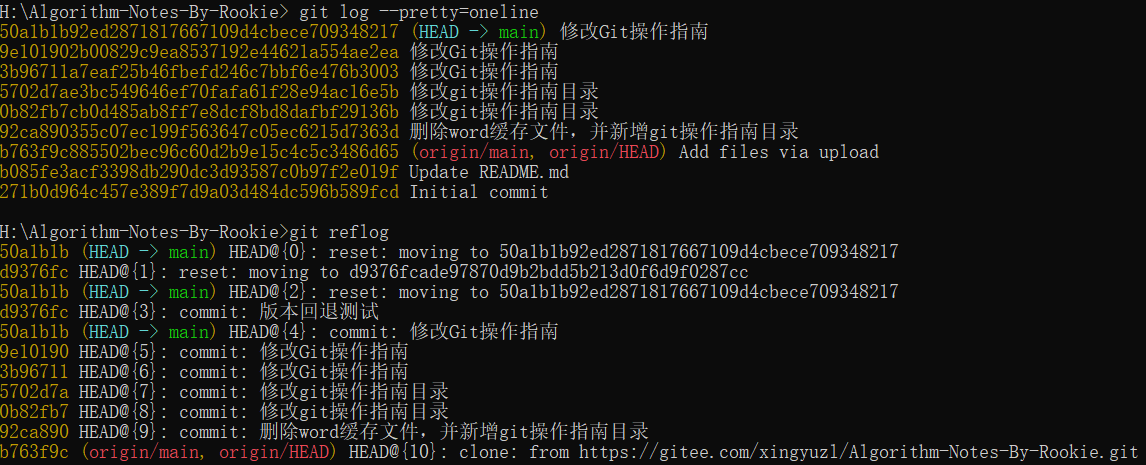 H:\Algorithm-Notes-By-Rookie> git log --pretty=oneline
50a1b1b92ed2871817667109d4cbece709348217 (HEAD -> main) 修改Git操作指南
9e101902b00829c9ea8537192e44621a554ae2ea 修改Git操作指南
3b96711a7eaf25b46fbefd246c7bbf6e476b3003 修改Git操作指南
5702d7ae3bc549646ef70fafa61f28e94ac16e5b 修改git操作指南目录
0b82fb7cb0d485ab8ff7e8dcf8bd8dafbf29136b 修改git操作指南目录
92ca890355c07ec199f563647c05ec6215d7363d 删除word缓存文件，并新增git操作指南目录
b763f9c885502bec96c60d2b9e15c4c5c3486d65 (origin/main, origin/HEAD) Add files via upload
b085fe3acf3398db290dc3d93587c0b97f2e019f Update README.md
271b0d964c457e389f7d9a03d484dc596b589fcd Initial commit
H:\Algorithm-Notes-By-Rookie>git reflog
50a1b1b (HEAD -> main) HEAD@{0}: reset: moving to 50a1b1b92ed2871817667109d4cbece709348217
d9376fc HEAD@{1}: reset: moving to d9376fcade97870d9b2bdd5b213d0f6d9f0287cc
50a1b1b (HEAD -> main) HEAD@{2}: reset: moving to 50a1b1b92ed2871817667109d4cbece709348217
d9376fc HEAD@{3}: commit: 版本回退测试
50a1b1b (HEAD -> main) HEAD@{4}: commit: 修改Git操作指南
9e10190 HEAD@{5}: commit: 修改Git操作指南
3b96711 HEAD@{6}: commit: 修改Git操作指南
5702d7a HEAD@{7}: commit: 修改git操作指南目录
0b82fb7 HEAD@{8}: commit: 修改git操作指南目录
92ca890 HEAD@{9}: commit: 删除word缓存文件，并新增git操作指南目录
b763f9c (origin/main, origin/HEAD) HEAD@{10}: clone: from https://gitee.com/xingyuzl/Algorithm-Notes-By-Rookie.git